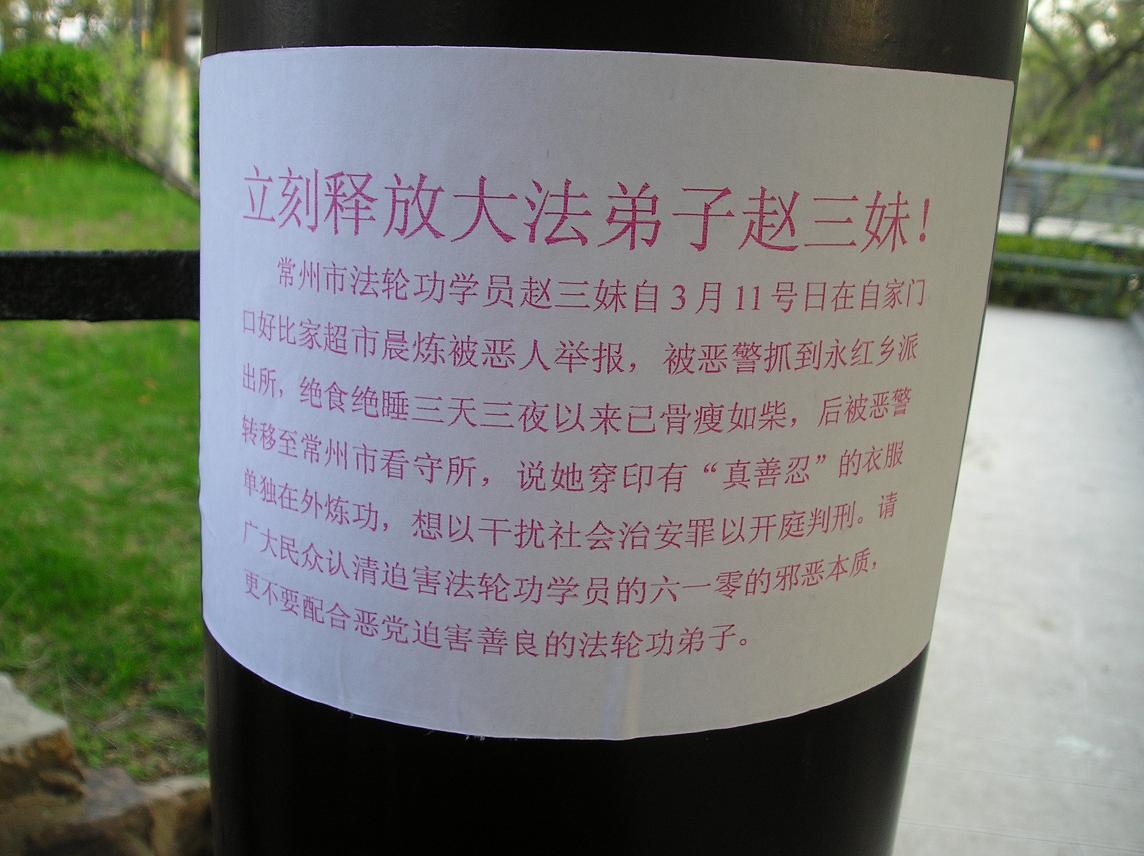 立刻释放大法弟子赵三妹！
常州市法轮功学员赵三妹自3月11号日在自家门
口好比家超市晨炼被恶人举报，被恶警抓到永红乡派
出所，绝食绝睡三天三夜以来已骨瘦如柴，后被恶警
转移至常州市看守所，说她穿印有“真善忍”的衣服
单独在外炼功，想以干扰社会治安罪以开庭判刑。请
广大民众认清迫害法轮功学员的六一零的邪恶本质，
更不要配合恶党迫害善良的法轮功弟子。